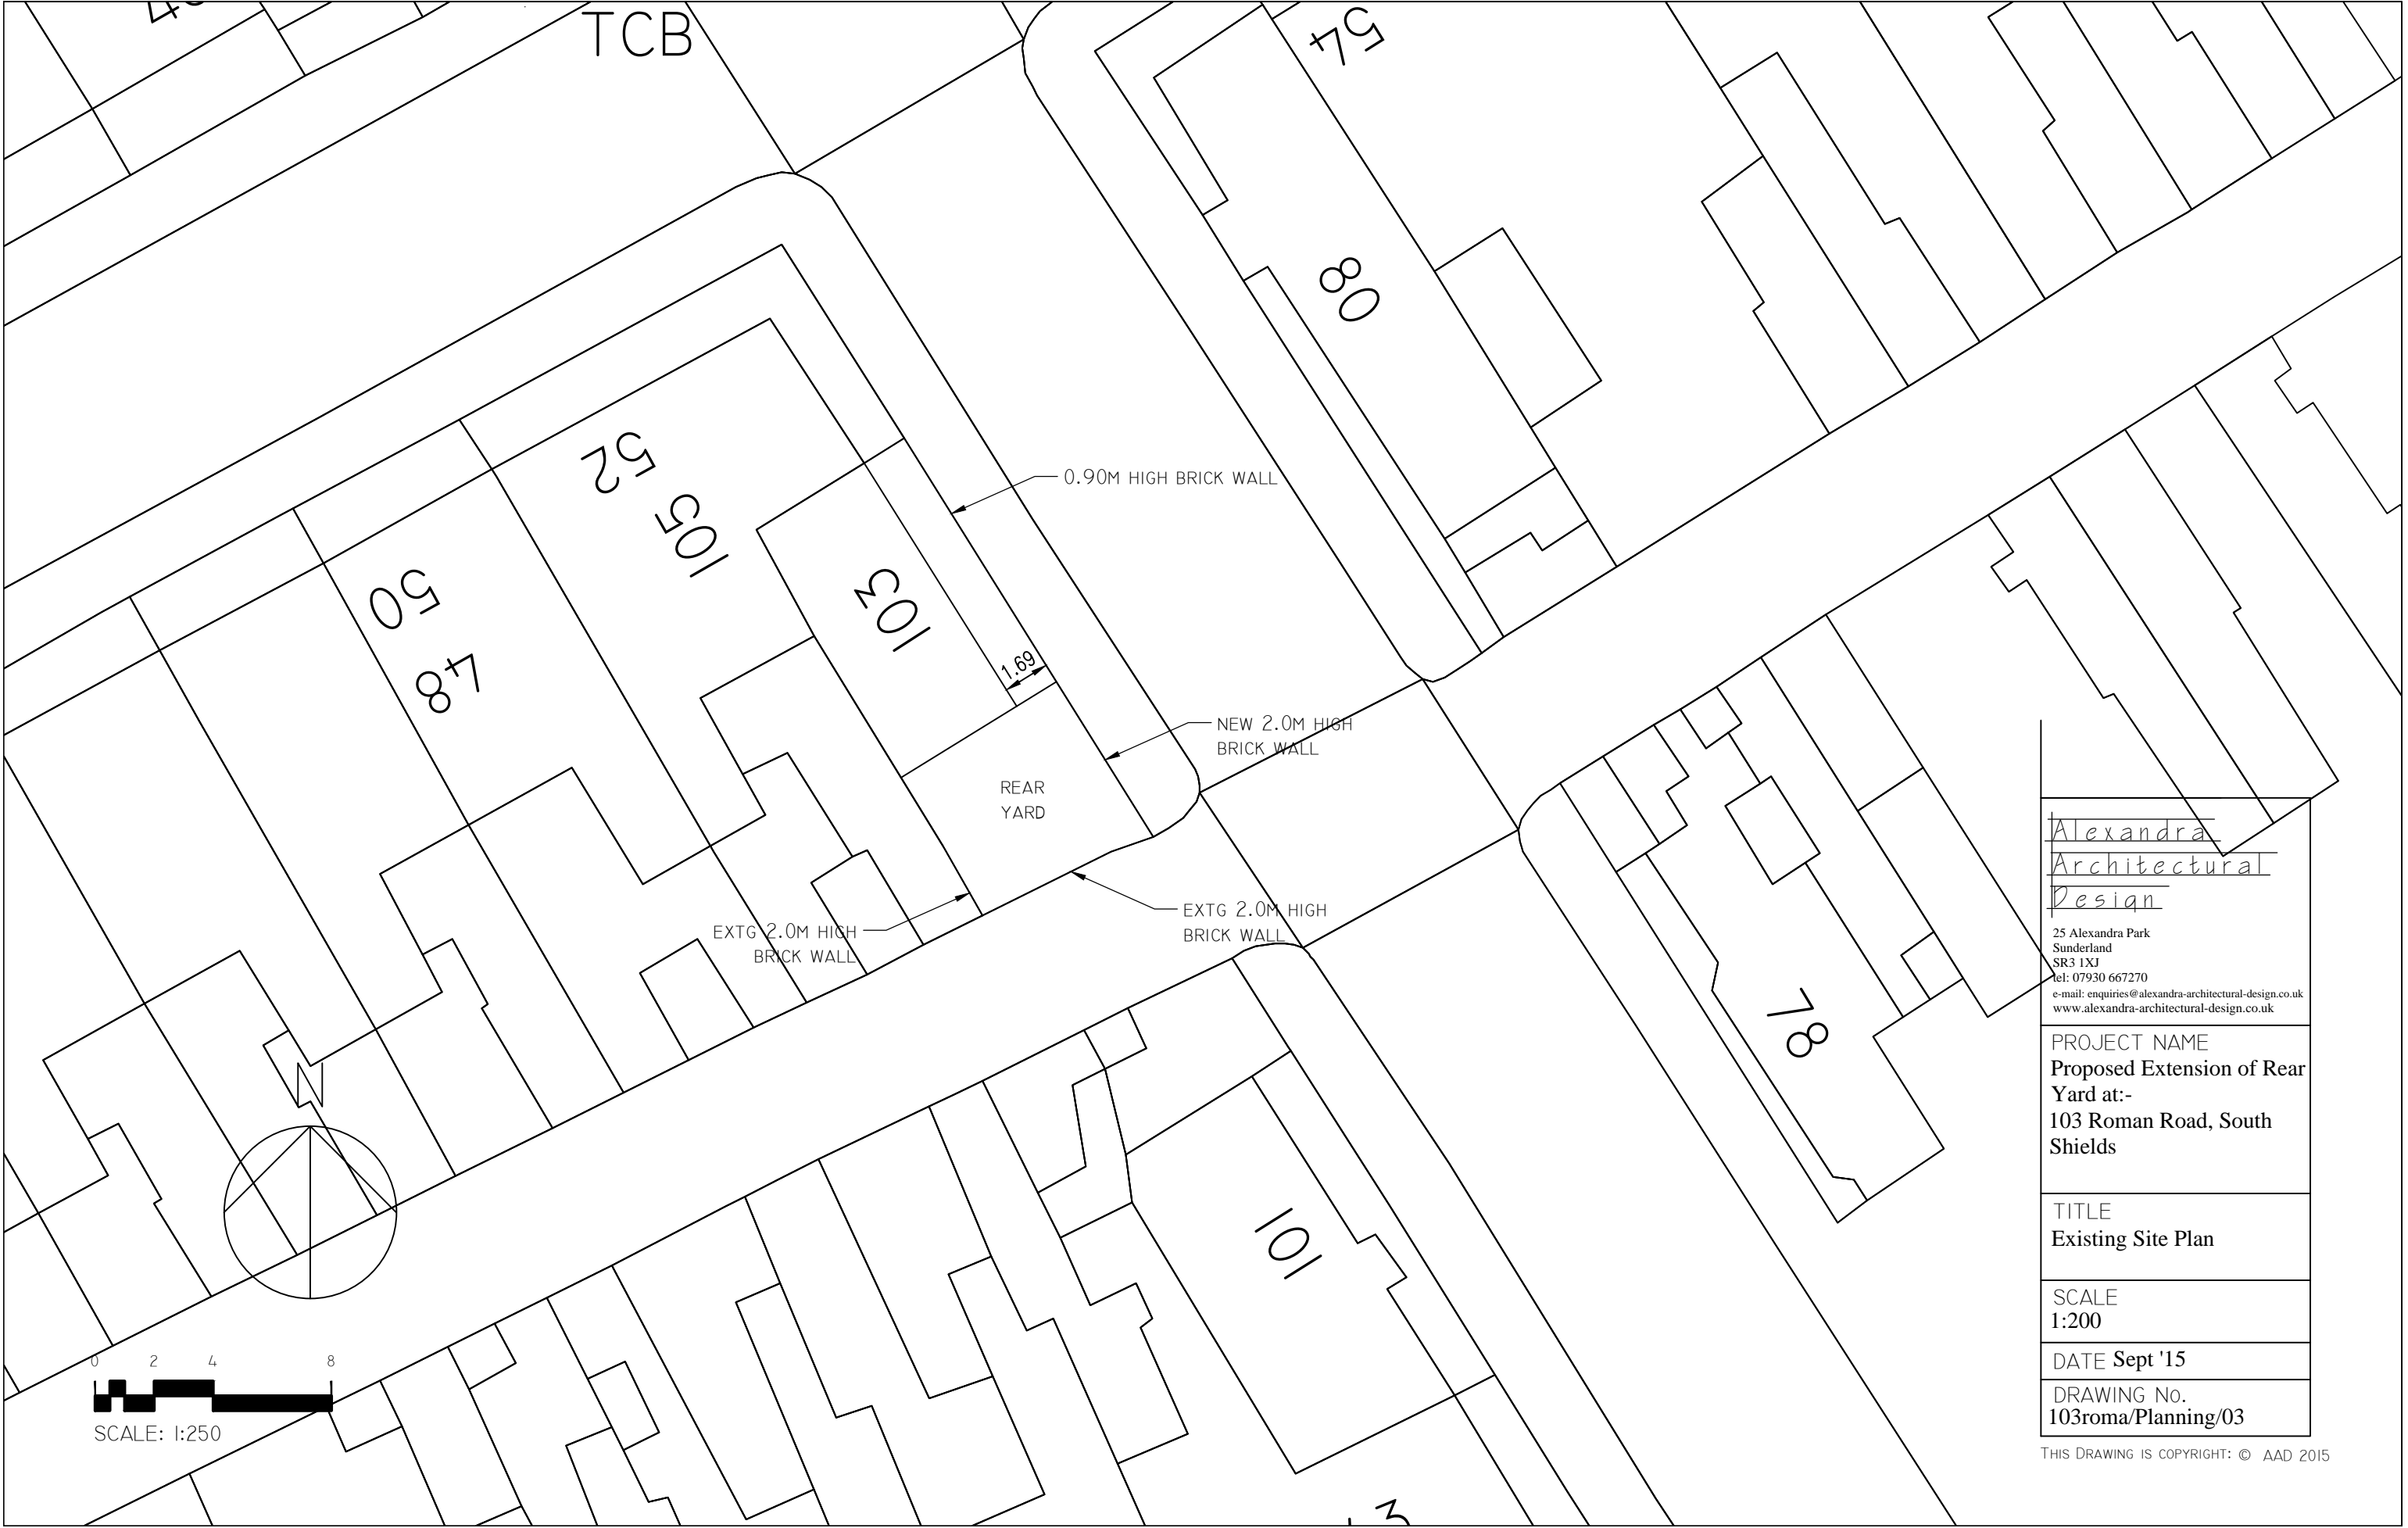 TCB
54
80
52
105
0.90M HIGH BRICK WALL
50
103
48
1.69
NEW 2.0M HIGH
BRICK WALL
REAR
YARD
EXTG 2.0M HIGH
BRICK WALL
EXTG 2.0M HIGH
BRICK WALL
78
N
101
0 2 4 8
SCALE: 1:250
Alexandra
Architectural
Design
25 Alexandra Park
Sunderland
SR3 1XJ
tel: 07930 667270
e-mail: enquiries@alexandra-architectural-design.co.uk
www.alexandra-architectural-design.co.uk
PROJECT NAME
Proposed Extension of Rear
Yard at:-
103 Roman Road, South
Shields
TITLE
Existing Site Plan
SCALE
1:200
DATE Sept '15
DRAWING No.
103roma/Planning/03
THIS DRAWING IS COPYRIGHT: © AAD 2015